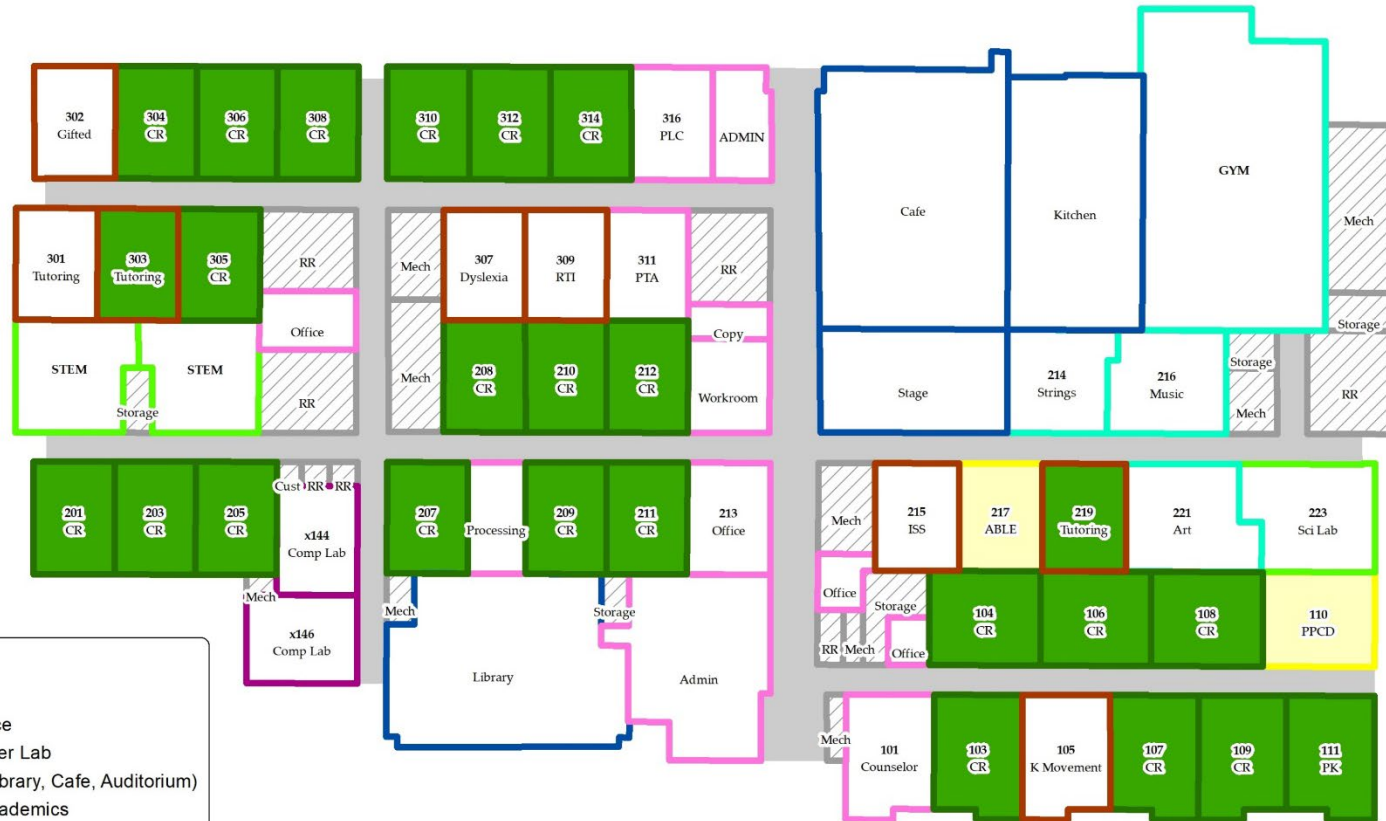 302
Gifted
304
CR
306
CR
308
CR
310
CR
312
CR
314
CR
316
PLC
ADMIN
Cafe
Kitchen
GYM
Mech
301
Tutoring
303
Tutoring
305
CR
RR
Office
Mech
307
Dyslexia
309
RTI
311
PTA
RR
Copy
Workroom
STEM
Storage
STEM
RR
Mech
208
CR
210
CR
212
CR
Stage
214
Strings
216
Music
Storage
Mech
Storage
RR
201
CR
203
CR
205
CR
Cust
RR
RR
x144
Comp Lab
Mech
x146
Comp Lab
207
CR
Processing
209
CR
211
CR
213
Office
Mech
Library
Storage
Admin
Mech
215
ISS
217
ABLE
219
Tutoring
221
Art
223
Sci Lab
Office
Storage
RR
Mech
Office
104
CR
106
CR
108
CR
110
PPCD
Mech
101
Counselor
103
CR
105
K Movement
107
CR
109
CR
111
PK
ce
er Lab
ibrary, Cafe, Auditorium)
cademics